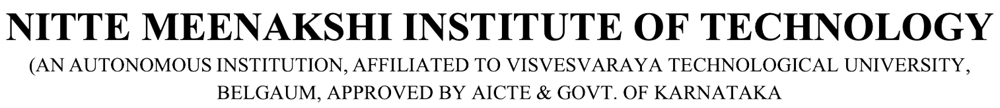 NITTE MEENAKSHI INSTITUTE OF TECHNOLOGY
(AN AUTONOMOUS INSTITUTION, AFFILIATED TO VISVESVARAYA TECHNOLOGICAL UNIVERSITY,
BELGAUM, APPROVED BY AICTE & GOVT. OF KARNATAKA